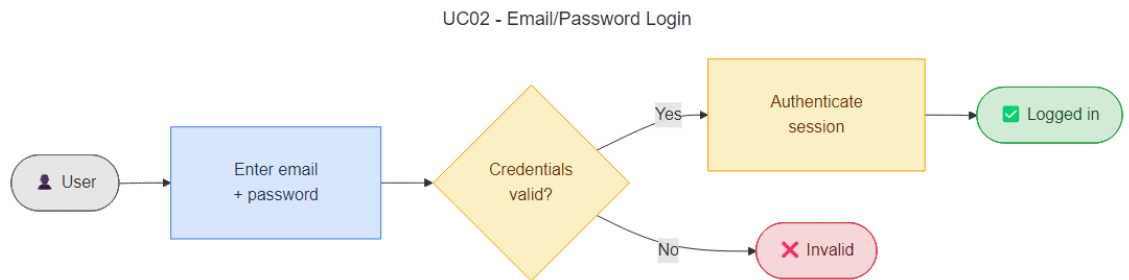 UC02 - Email/Password Login
User
Enter email
+ password
Credentials
valid?
Yes
Authenticate
session
Logged in
No
Invalid